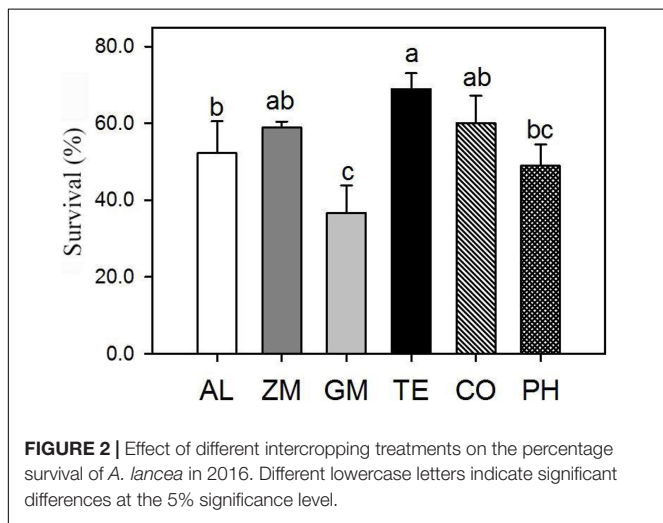 80.0
60.0
40.0
20.0
0.0
Survival (%)
b
ab
c
a
ab
bc
AL ZM GM TE CO PH
FIGURE 2 | Effect of different intercropping treatments on the percentage
survival of A. lancea in 2016. Different lowercase letters indicate significant
differences at the 5% significance level.